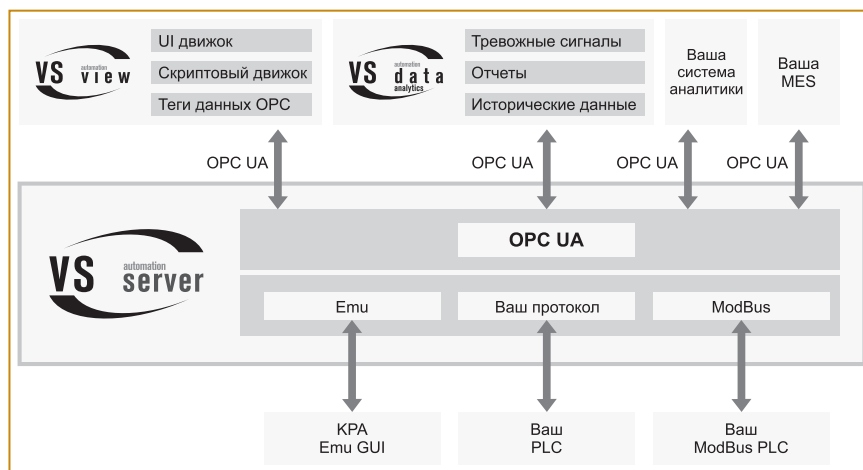 VS automation view
UI движок
Скриптовый движок
Теги данных OPC
VS automation data analytics
Тревожные сигналы
Отчеты
Исторические данные
Ваша
система
аналитики
Ваша
MES
OPC UA
OPC UA
OPC UA
OPC UA
VS automation server
OPC UA
Emu
Ваш протокол
ModBus
KPA
Emu GUI
Ваш
PLC
Ваш
ModBus PLC